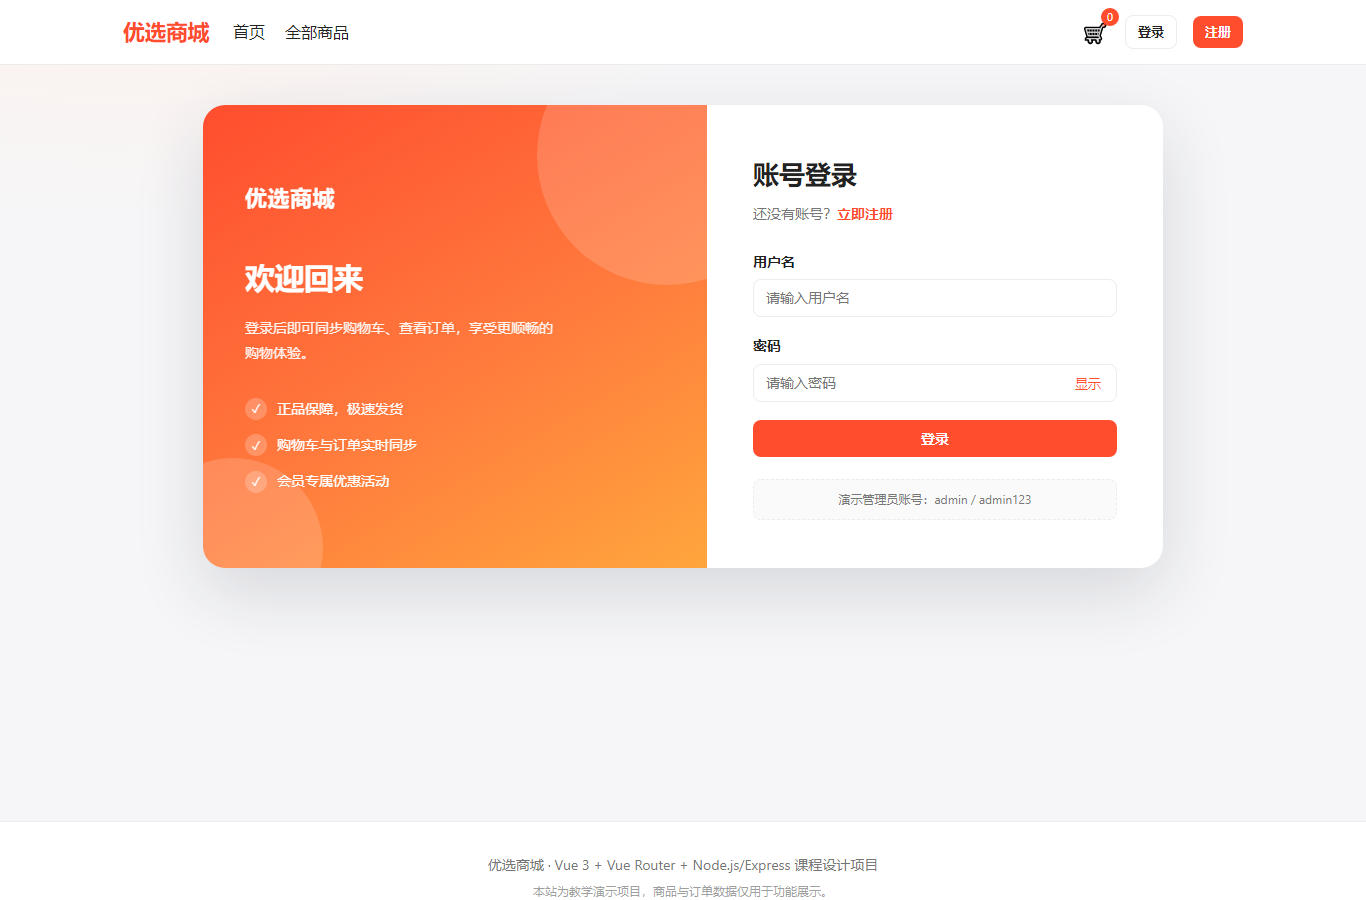 优选商城 首页 全部商品 0 登录 注册
优选商城
欢迎回来
登录后即可同步购物车、查看订单，享受更顺畅的
购物体验。
✓ 正品保障，极速发货
✓ 购物车与订单实时同步
✓ 会员专属优惠活动
账号登录
还没有账号？立即注册
用户名
请输入用户名
密码
请输入密码 显示
登录
演示管理员账号：admin / admin123
优选商城 · Vue 3 + Vue Router + Node.js/Express 课程设计项目
本站为教学演示项目，商品与订单数据仅用于功能展示。